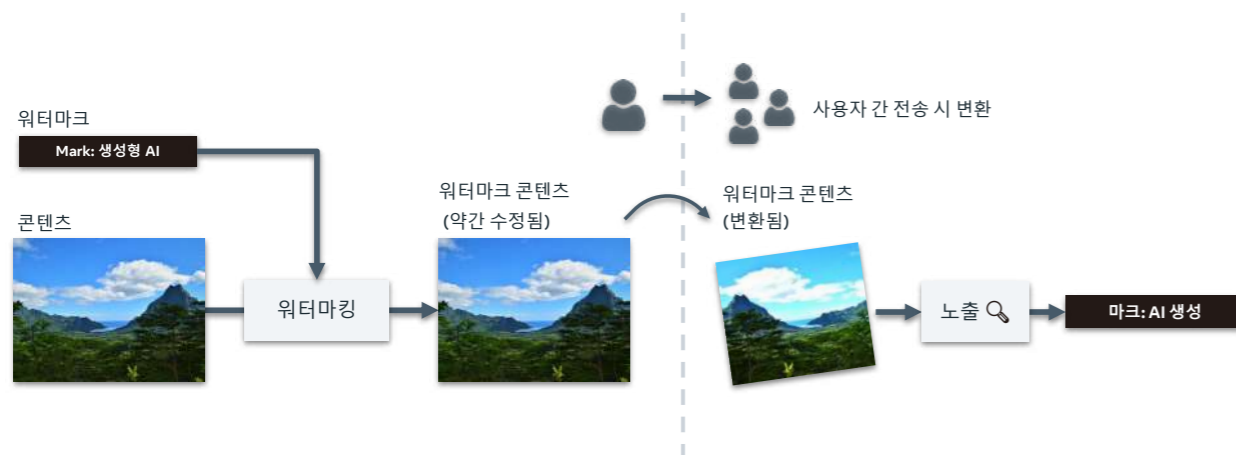 사용자 간 전송 시 변환
워터마크
Mark: 생성형 AI
콘텐츠
워터마킹
워터마크 콘텐츠
(약간 수정됨)
워터마크 콘텐츠
(변환됨)
노출
마크: AI 생성